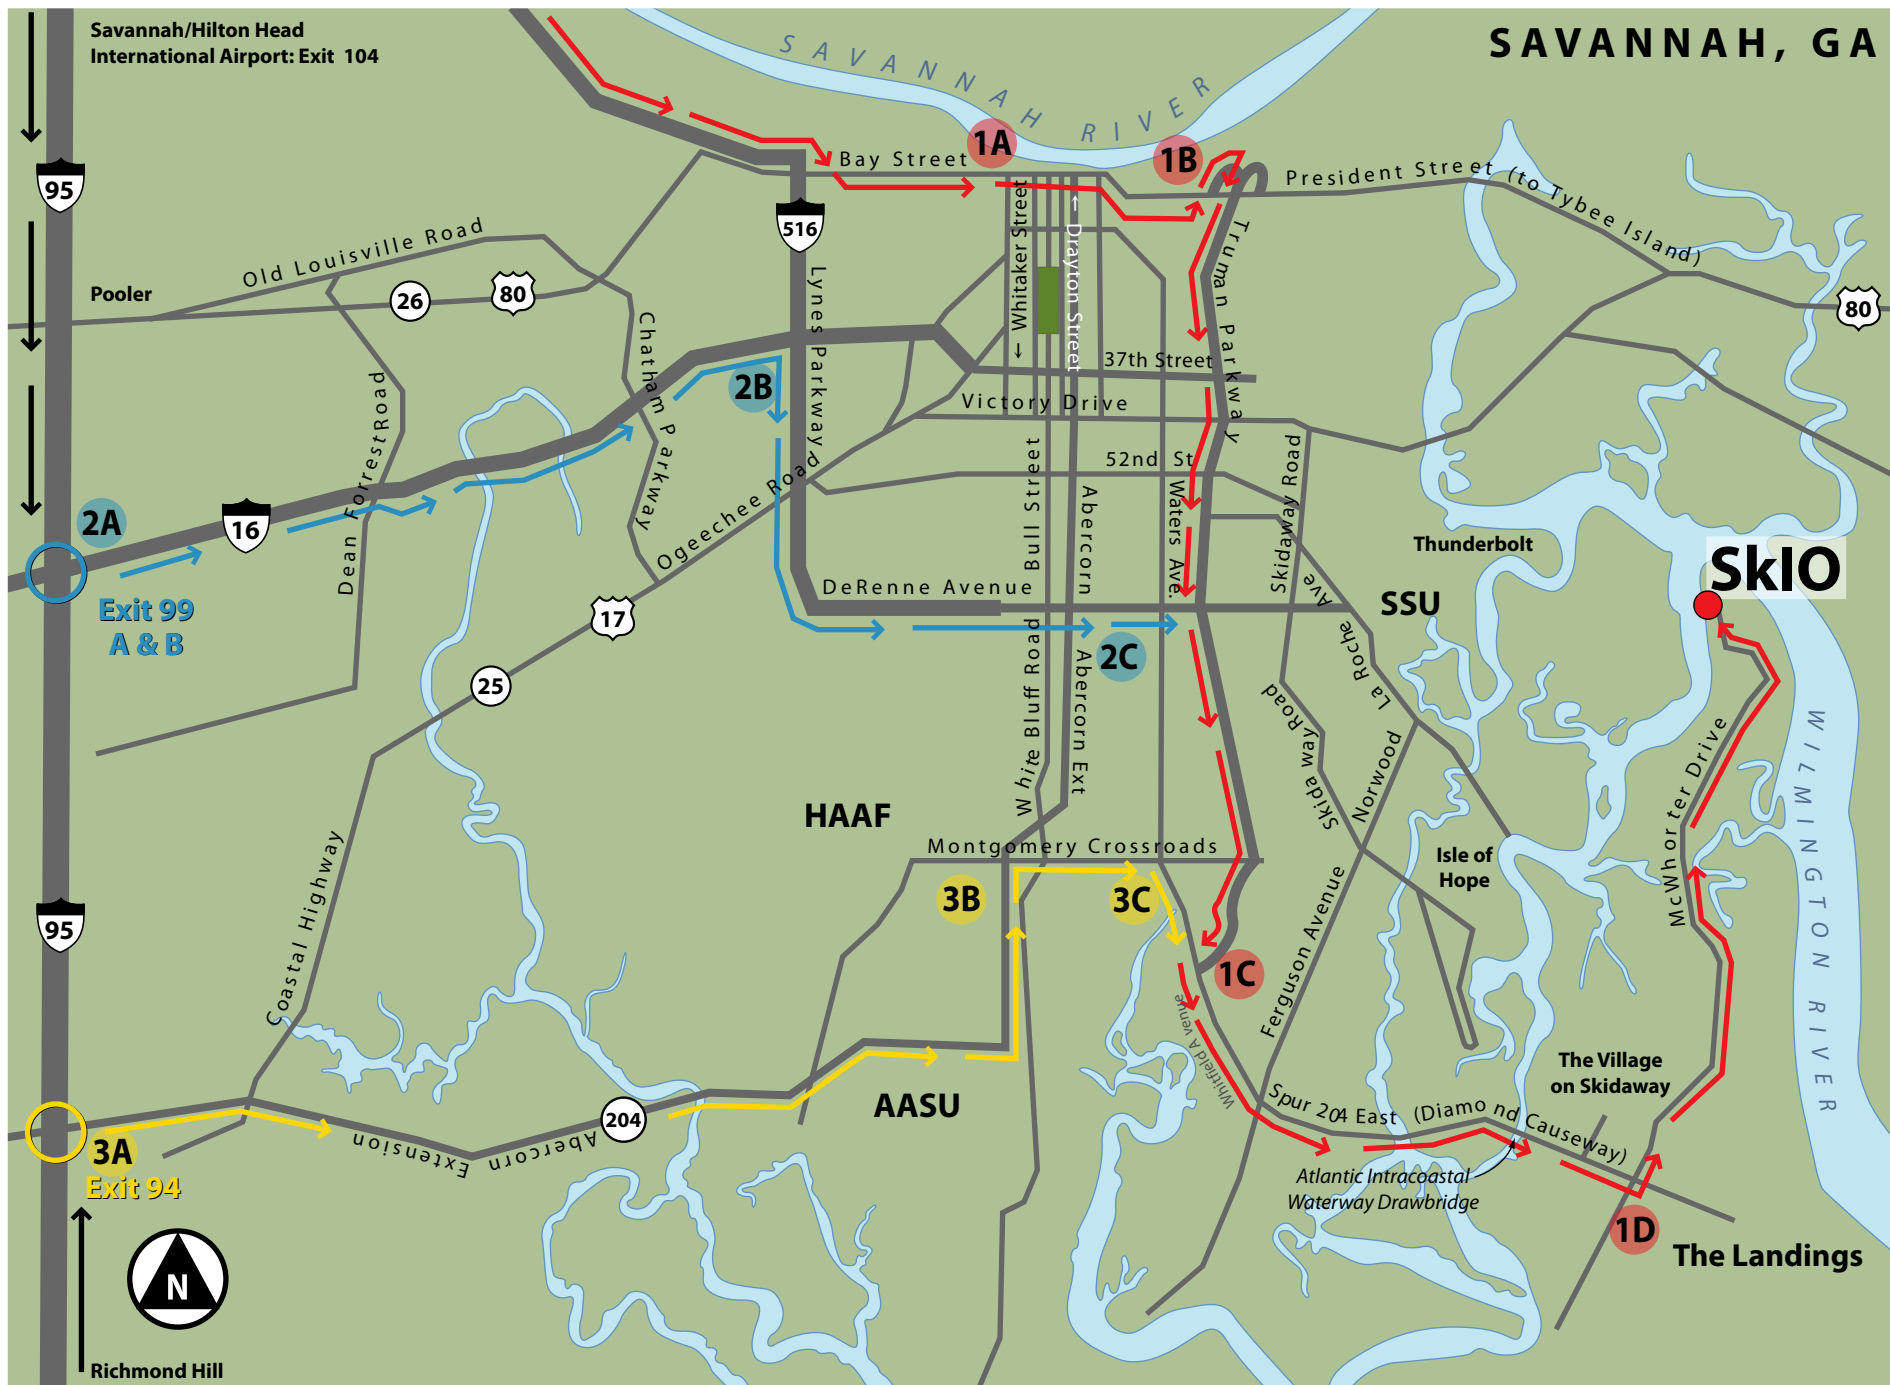 Savannah/Hilton Head
International Airport: Exit 104
SAVANNAH, GA
SAVANNAH RIVER
1A
1B
Bay Street
President Street (to Tybee Island)
95
516
Old Louisville Road
Pooler
26
80
80
Whitaker Street
Drayton Street
Truman Parkway
Lynes Parkway
Chatham Parkway
37th Street
2B
Victory Drive
Dean Forrest Road
52nd St
Skidaway Road
Ogeechee Road
Bull Street
Abercorn
Waters Ave.
2A
16
Thunderbolt
SkIO
DeRenne Avenue
Exit 99
A & B
17
SSU
La Roche Ave
2C
25
White Bluff Road
Abercorn Ext
Skida way Road
Norwood
McWhorter Drive
WILMINGTON RIVER
HAAF
Montgomery Crossroads
Isle of
Hope
3B
3C
95
Coastal Highway
1C
Ferguson Avenue
Whitfield A venue
The Village
on Skidaway
AASU
204
Spur 204 East (Diamo nd Causeway)
Abercorn Extension
3A
Exit 94
Atlantic Intracoastal
Waterway Drawbridge
1D
The Landings
N
Richmond Hill